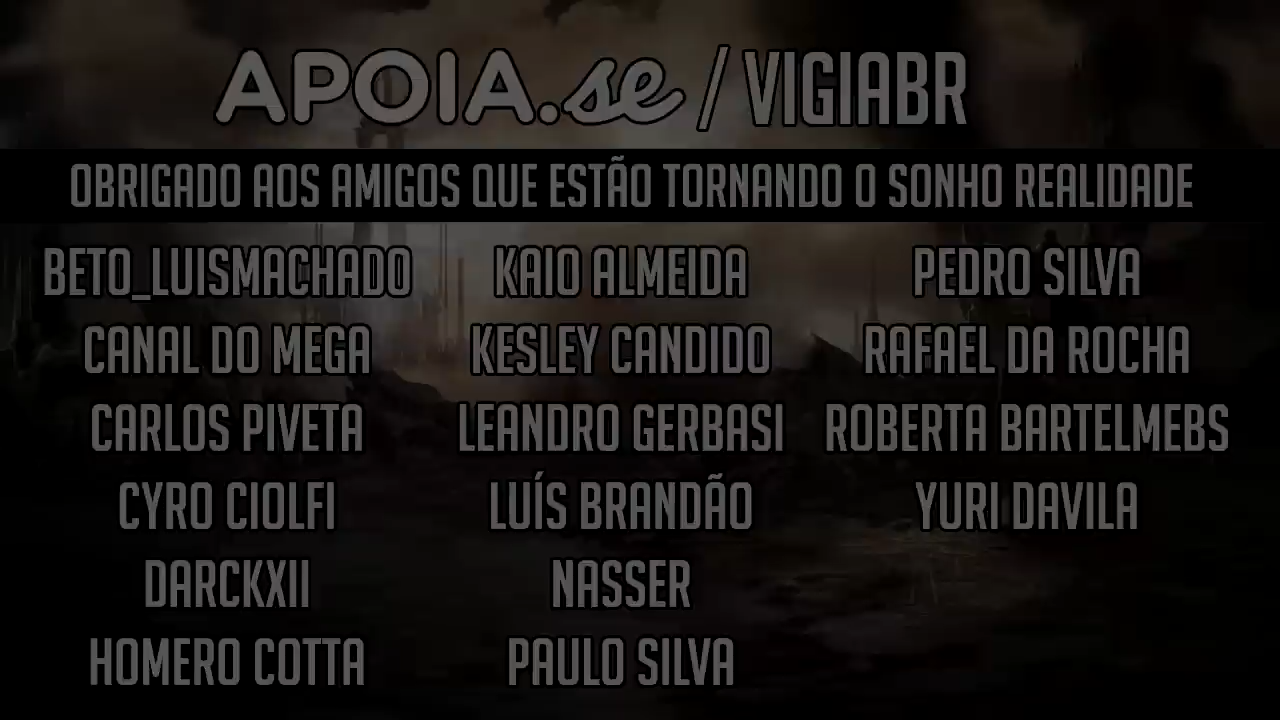 APOIA.se / VIGIABR
OBRIGADO AOS AMIGOS QUE ESTÃO TORNANDO O SONHO REALIDADE
BETO_LUISMACHADO
CANAL DO MEGA
CARLOS PIVETA
CYRO CIOLFI
DARCKXII
HOMERO COTTA
KAIO ALMEIDA
KESLEY CANDIDO
LEANDRO GERBASI
LUÍS BRANDÃO
NASSER
PAULO SILVA
PEDRO SILVA
RAFAEL DA ROCHA
ROBERTA BARTELMEBS
YURI DAVILA